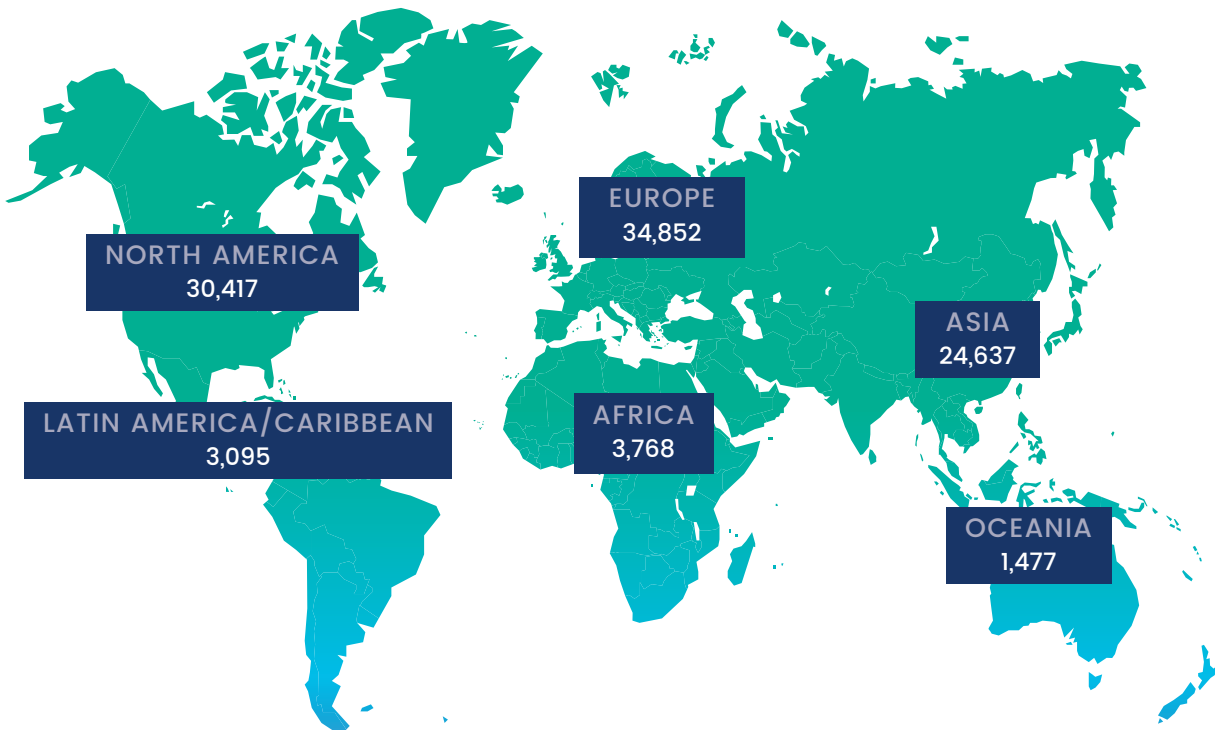 EUROPE
34,852
NORTH AMERICA
30,417
ASIA
24,637
LATIN AMERICA/CARIBBEAN
3,095
AFRICA
3,768
OCEANIA
1,477